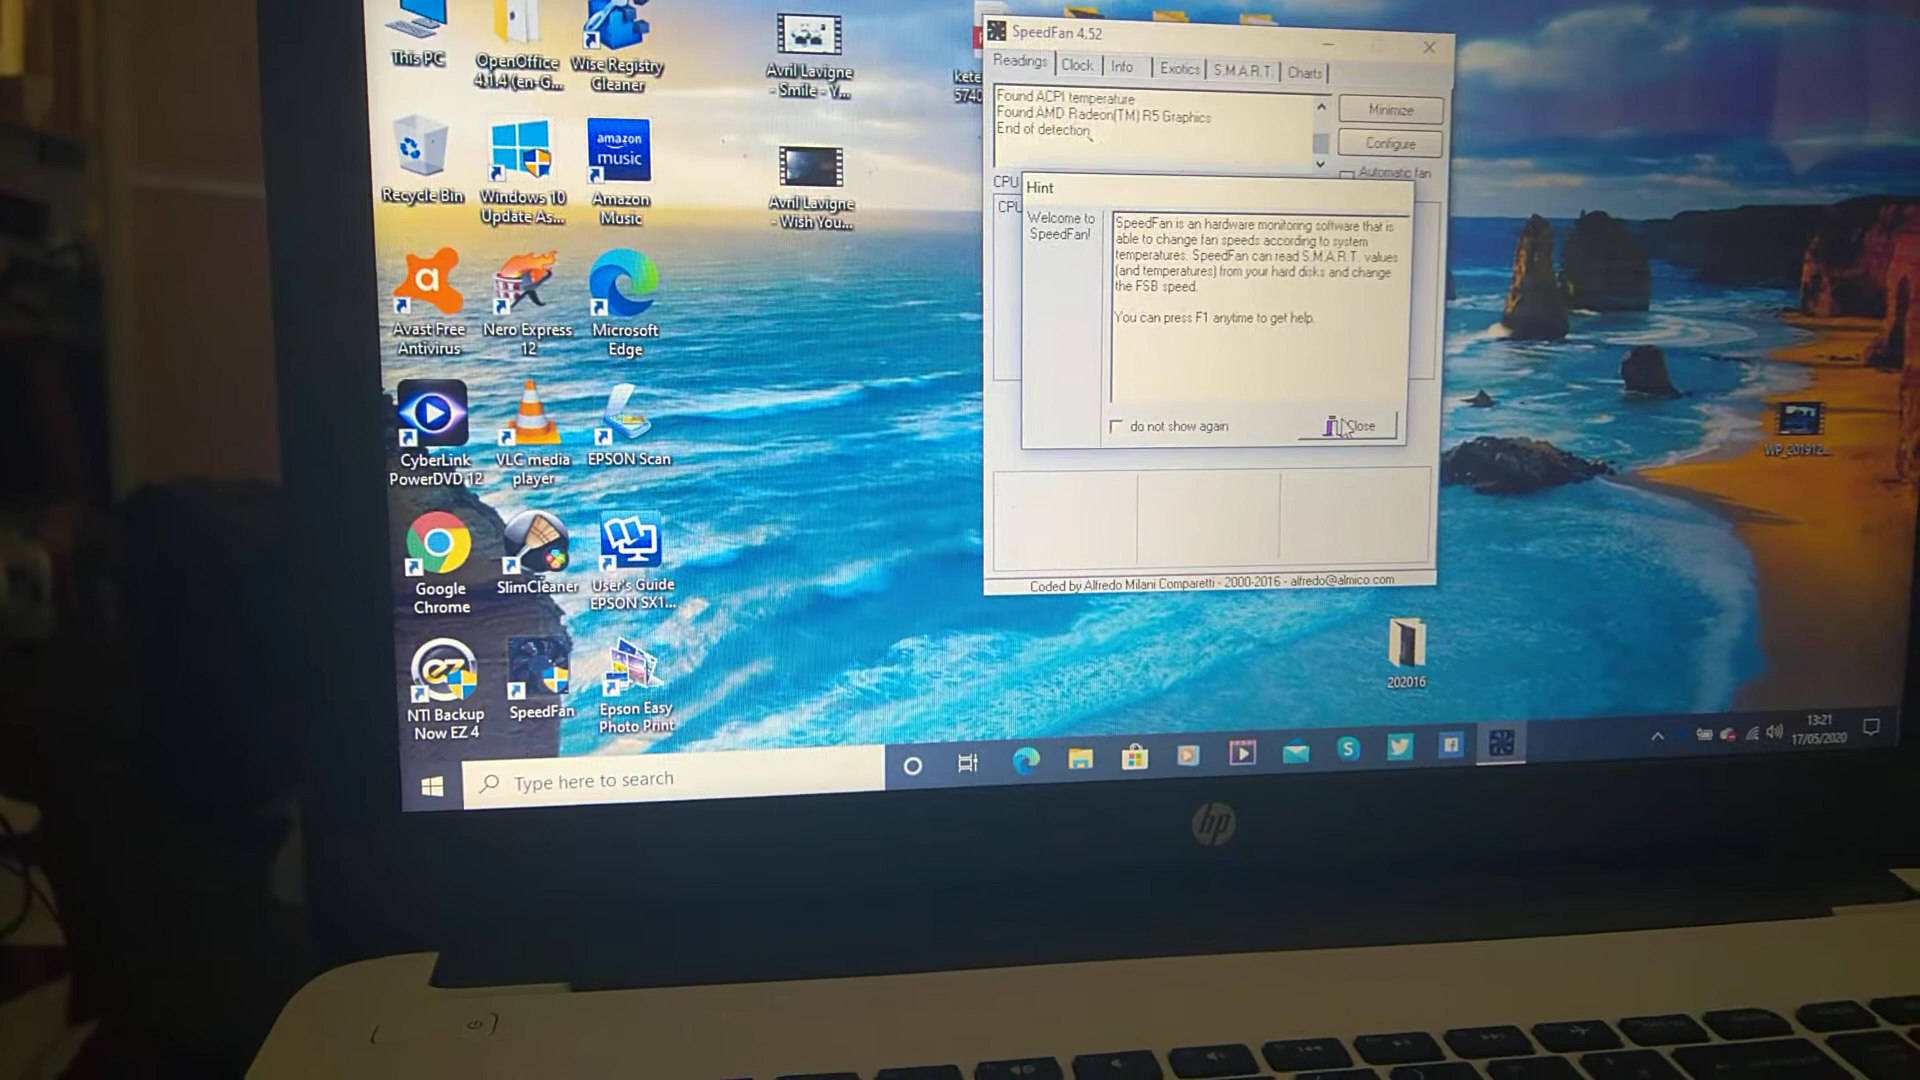 This PC
OpenOffice
4.1.4 (en-G...
Wise Registry
Cleaner
Avril Lavigne
- Smile - Y...
Recycle Bin
Windows 10
Update As...
amazon
music
Amazon
Music
Avril Lavigne
- Wish You...
Avast Free
Antivirus
Nero Express
12
Microsoft
Edge
CyberLink
PowerDVD 12
VLC media
player
EPSON Scan
Google
Chrome
SlimCleaner
User's Guide
EPSON SX1...
NTI Backup
Now EZ 4
SpeedFan
Epson Easy
Photo Print
kete
5740
SpeedFan 4.52
Readings
Clock
Info
Exotics
S.M.A.R.T.
Charts
Found ACPI temperature
Found AMD Radeon(TM) R5 Graphics
End of detection
Minimize
Configure
Automatic fan
CPU
CPU
Hint
Welcome to
SpeedFan!
SpeedFan is an hardware monitoring software that is
able to change fan speeds according to system
temperatures. SpeedFan can read S.M.A.R.T. values
(and temperatures) from your hard disks and change
the FSB speed.
You can press F1 anytime to get help.
do not show again
Close
Coded by Alfredo Milani Comparetti - 2000-2016 - alfredo@almico.com
WP_201912...
202016
Type here to search
13:21
17/05/2020
hp